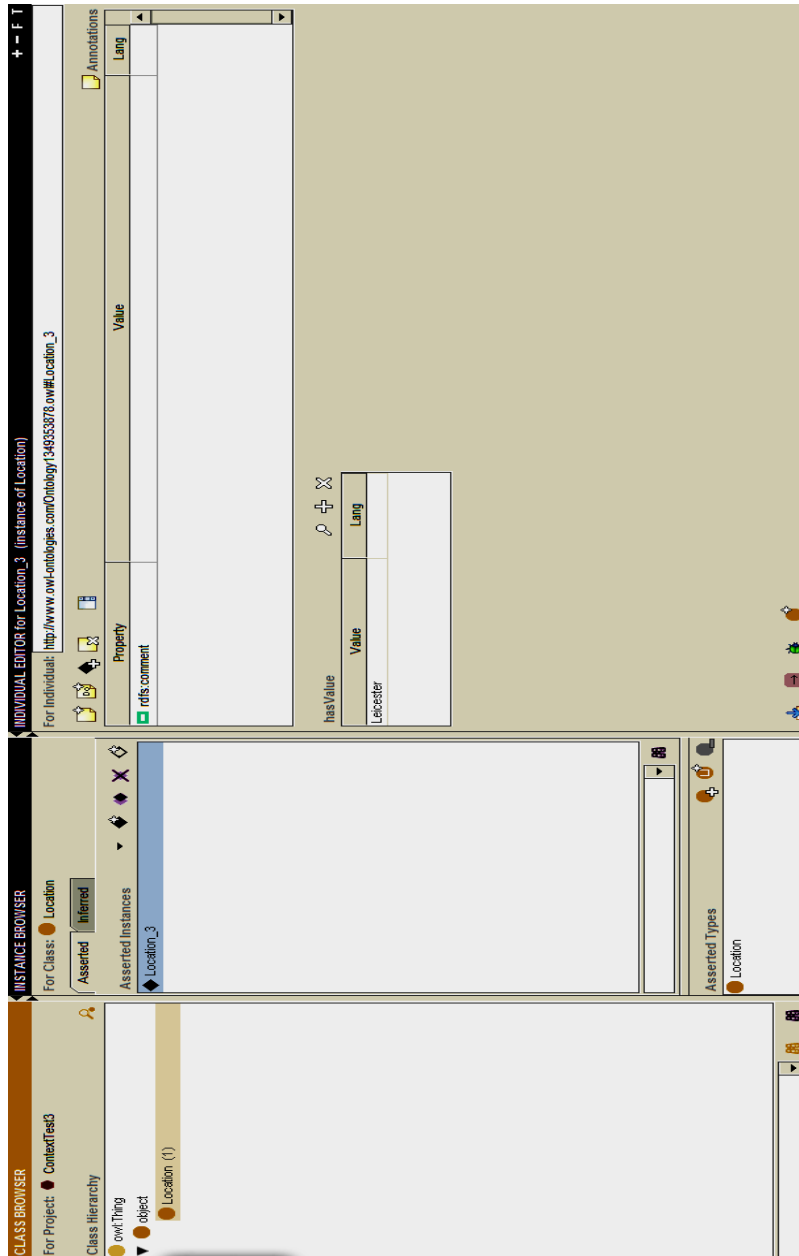 CLASS BROWSER
For Project: ContextTest3
Class Hierarchy
owl:Thing
object
Location (1)
INSTANCE BROWSER
For Class: Location
Asserted Inferred
Asserted Instances
Location_3
Asserted Types
Location
INDIVIDUAL EDITOR for Location_3 (instance of Location)
+ − F T
For Individual: http://www.owl-ontologies.com/Ontology1349353878.owl#Location_3
Annotations
Property Value Lang
rdfs:comment
hasValue
Value Lang
Leicester